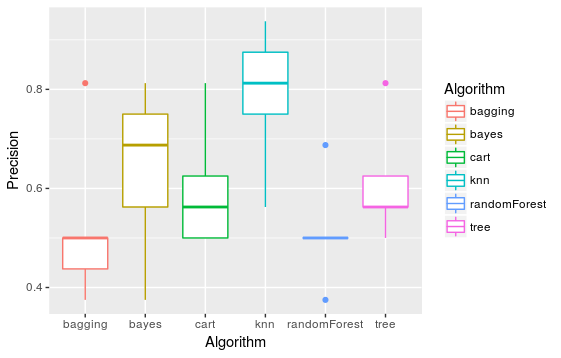 Precision
0.8
0.6
0.4
bagging bayes cart knn randomForest tree
Algorithm
Algorithm
bagging
bayes
cart
knn
randomForest
tree